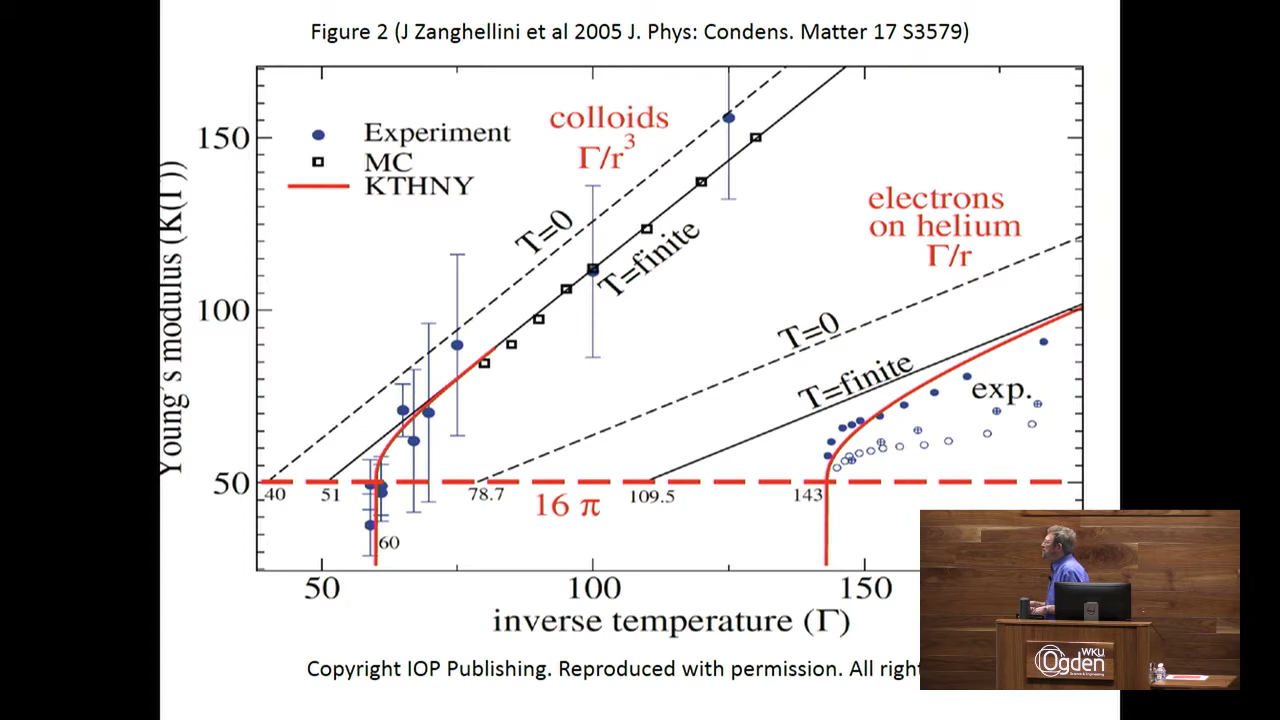 Figure 2 (J Zanghellini et al 2005 J. Phys: Condens. Matter 17 S3579)
150
100
50
Young´s modulus (K(Γ))
Experiment
MC
KTHNY
colloids
Γ/r³
T=0
T=finite
electrons
on helium
Γ/r
T=0
T=finite
exp.
40
51
78.7
109.5
143
16 π
60
50
100
150
inverse temperature (Γ)
Copyright IOP Publishing. Reproduced with permission. All righ
WKU
Ogden